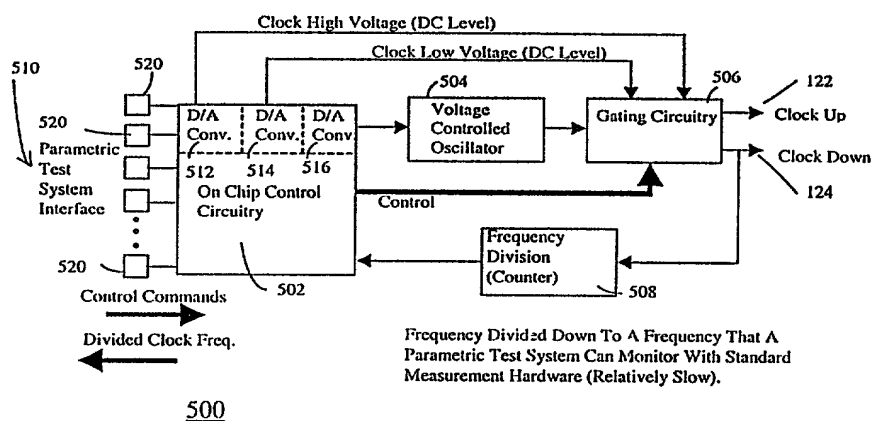 Clock High Voltage (DC Level)
Clock Low Voltage (DC Level)
510
520
504
506
122
D/A
Conv.
D/A
Conv.
D/A
Conv.
Voltage
Controlled
Oscillator
Gating Circuitry
Clock Up
520
Parametric
Test
System
Interface
512
514
516
On Chip Control
Circuitry
Clock Down
124
Control
Frequency
Division
(Counter)
508
520
502
Control Commands
Divided Clock Freq.
Frequency Divided Down To A Frequency That A
Parametric Test System Can Monitor With Standard
Measurement Hardware (Relatively Slow).
500